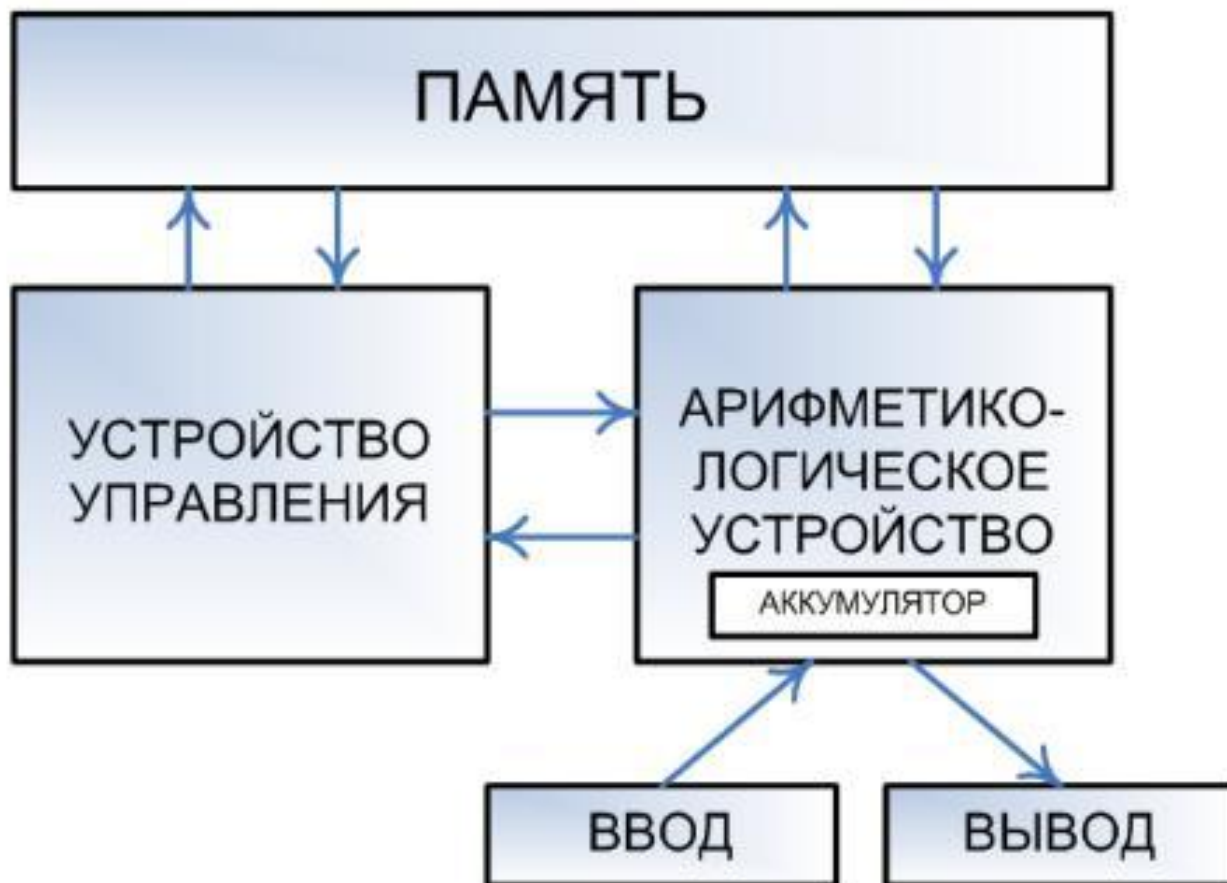 ПАМЯТЬ
УСТРОЙСТВО
УПРАВЛЕНИЯ
АРИФМЕТИКО-
ЛОГИЧЕСКОЕ
УСТРОЙСТВО
АККУМУЛЯТОР
ВВОД
ВЫВОД